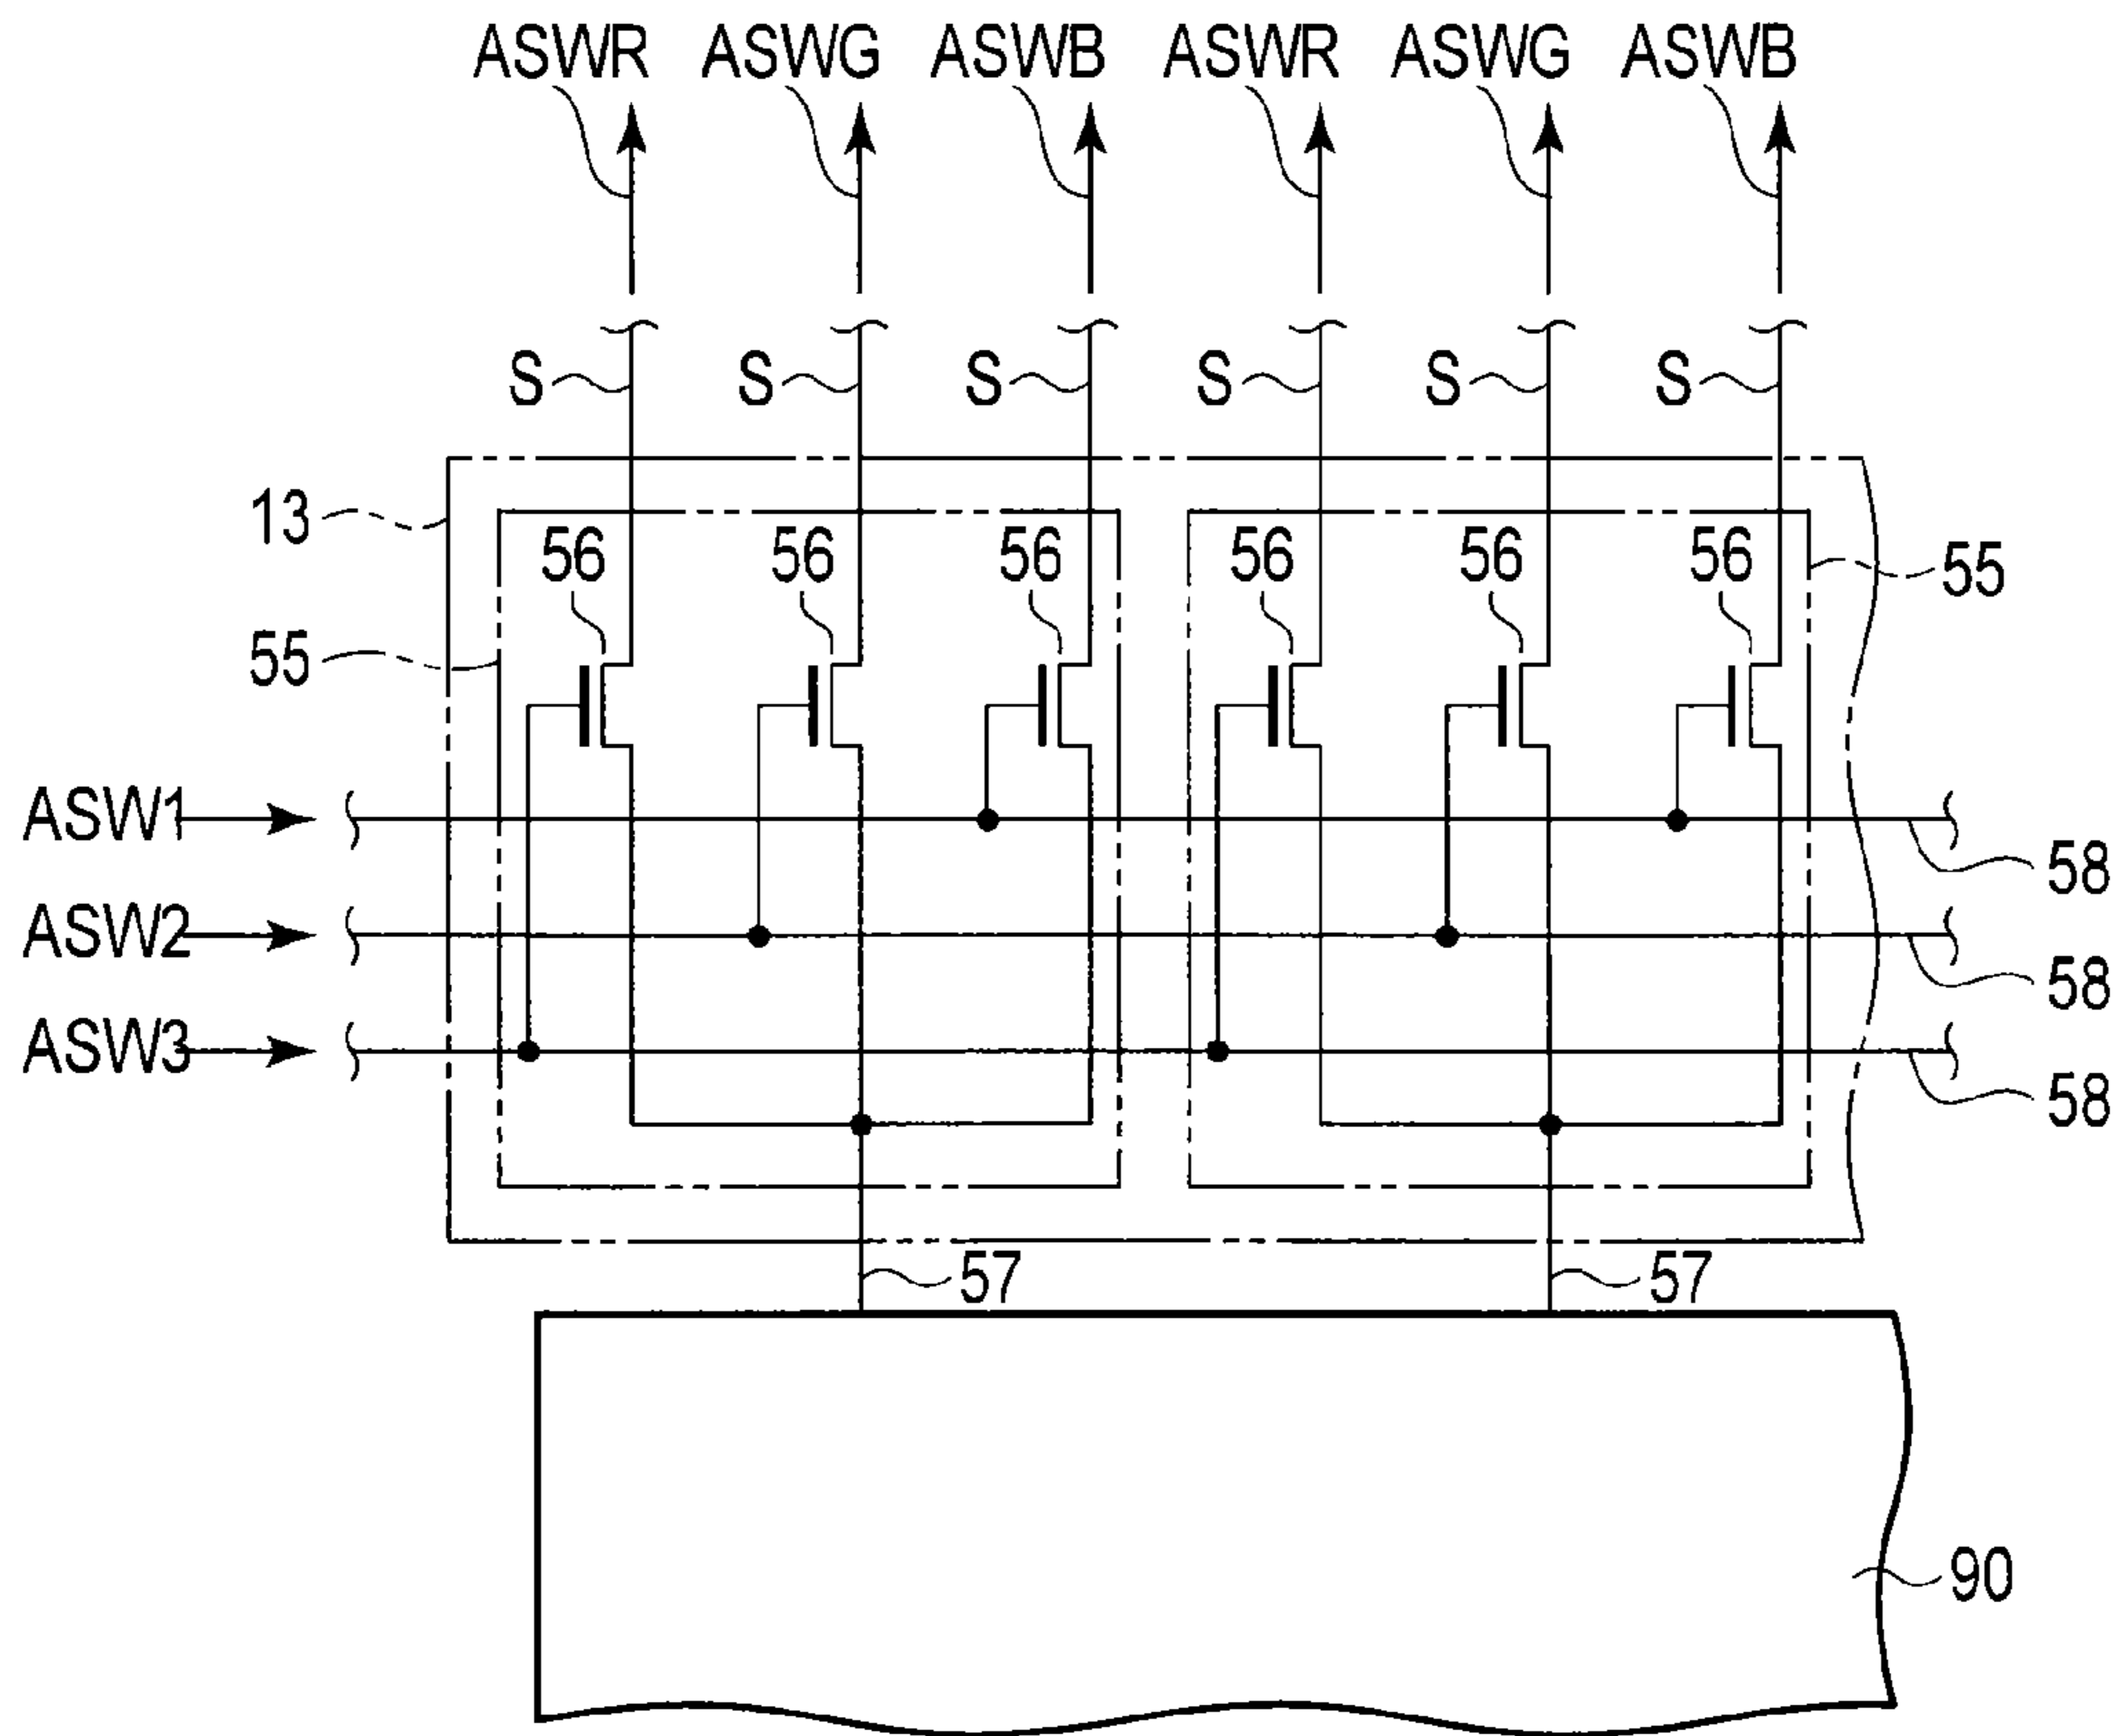 ASWR ASWG ASWB ASWR ASWG ASWB
S S S S S S
13
56 56 56 56 56 56
55
55
ASW1
58
ASW2
58
ASW3
58
57 57
90